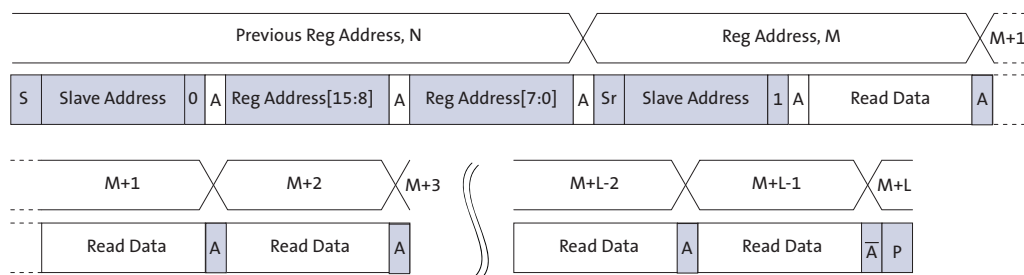 Previous Reg Address, N Reg Address, M M+1
S Slave Address 0 A Reg Address[15:8] A Reg Address[7:0] A Sr Slave Address 1 A Read Data A
M+1 M+2 M+3 M+L-2 M+L-1 M+L
Read Data A Read Data A Read Data A Read Data A̅ P